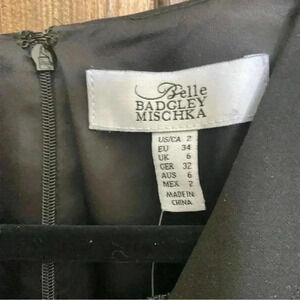 Belle
BADGLEY
MISCHKA
US/CA 2
EU 34
UK 6
GER 32
AUS 6
MEX 2
MADE IN
CHINA